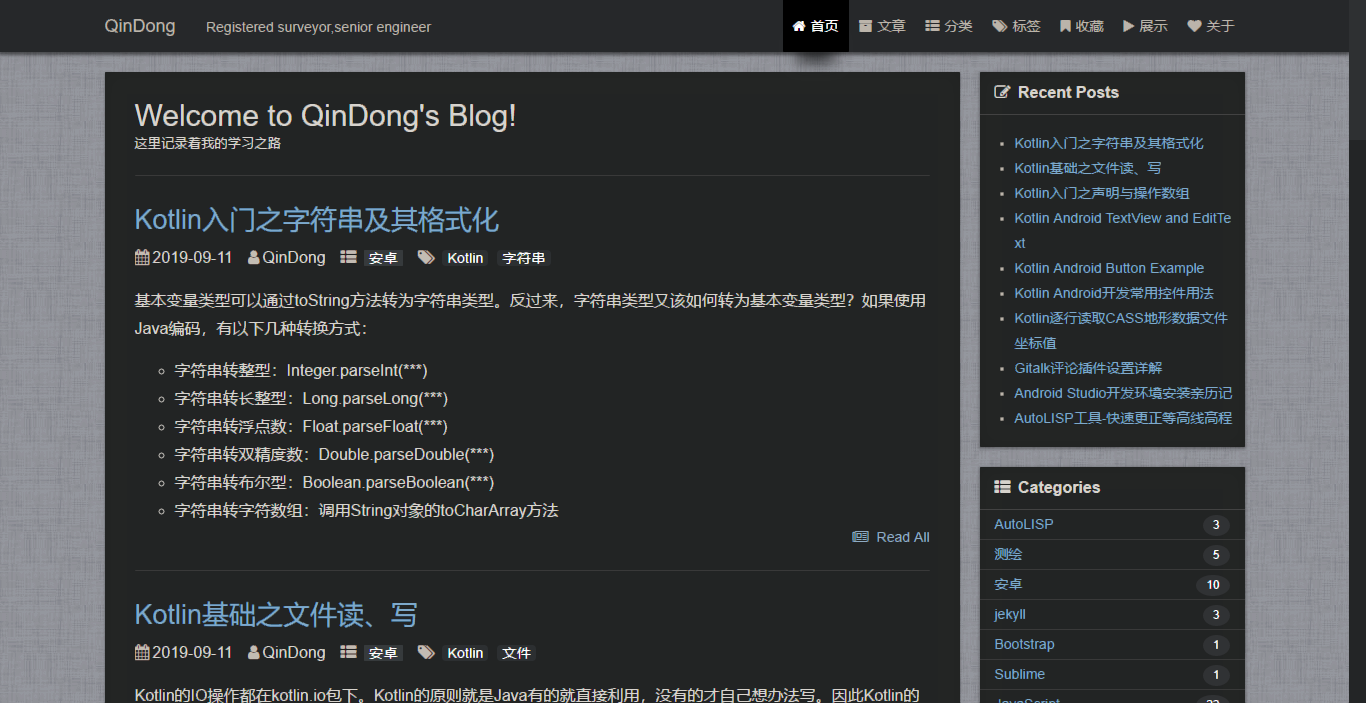 QinDong Registered surveyor,senior engineer 首页 文章 分类 标签 收藏 展示 关于
Welcome to QinDong's Blog!
这里记录着我的学习之路
Kotlin入门之字符串及其格式化
2019-09-11 QinDong 安卓 Kotlin 字符串
基本变量类型可以通过toString方法转为字符串类型。反过来，字符串类型又该如何转为基本变量类型？如果使用
Java编码，有以下几种转换方式：
字符串转整型：Integer.parseInt(***)
字符串转长整型：Long.parseLong(***)
字符串转浮点数：Float.parseFloat(***)
字符串转双精度数：Double.parseDouble(***)
字符串转布尔型：Boolean.parseBoolean(***)
字符串转字符数组：调用String对象的toCharArray方法
Read All
Kotlin基础之文件读、写
2019-09-11 QinDong 安卓 Kotlin 文件
Kotlin的IO操作都在kotlin.io包下。Kotlin的原则就是Java有的就直接利用，没有的才自己想办法写。因此Kotlin的
Recent Posts
Kotlin入门之字符串及其格式化
Kotlin基础之文件读、写
Kotlin入门之声明与操作数组
Kotlin Android TextView and EditTe
xt
Kotlin Android Button Example
Kotlin Android开发常用控件用法
Kotlin逐行读取CASS地形数据文件
坐标值
Gitalk评论插件设置详解
Android Studio开发环境安装亲历记
AutoLISP工具-快速更正等高线高程
Categories
AutoLISP 3
测绘 5
安卓 10
jekyll 3
Bootstrap 1
Sublime 1
JavaScript